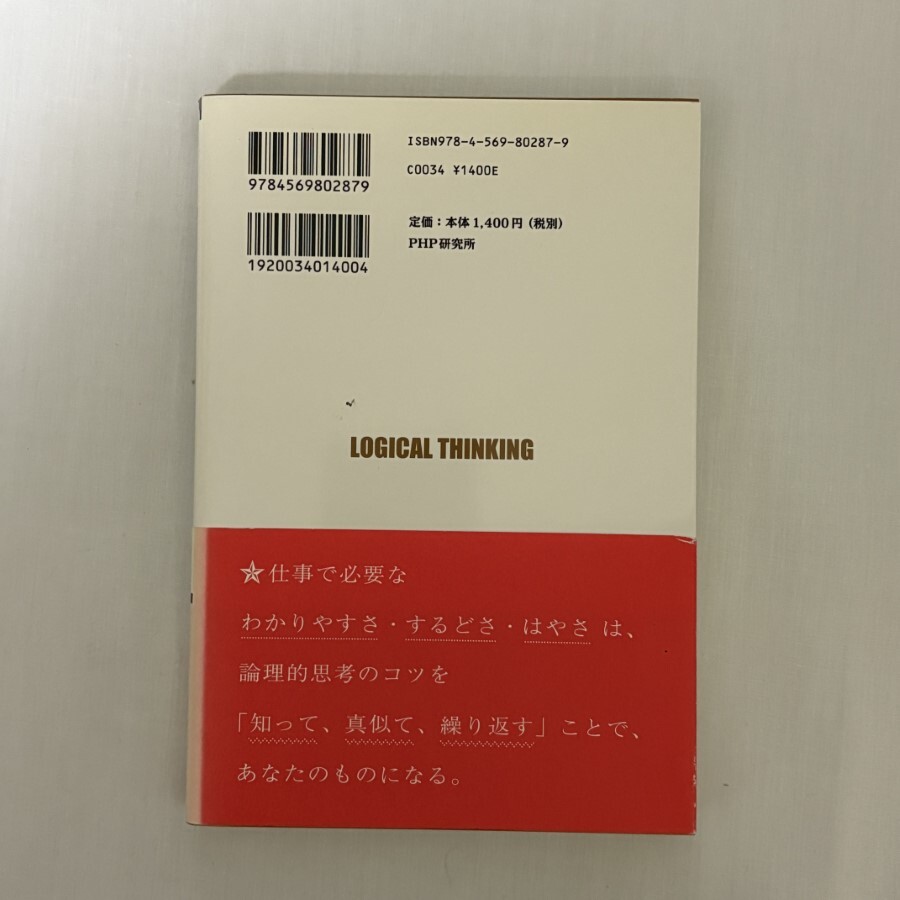 ISBN978-4-569-80287-9
C0034 ¥1400E
9784569802879
定価：本体1,400円（税別）
PHP研究所
1920034014004
LOGICAL THINKING
★仕事で必要な
わかりやすさ・するどさ・はやさ は、
論理的思考のコツを
「知って、真似て、繰り返す」ことで、
あなたのものになる。